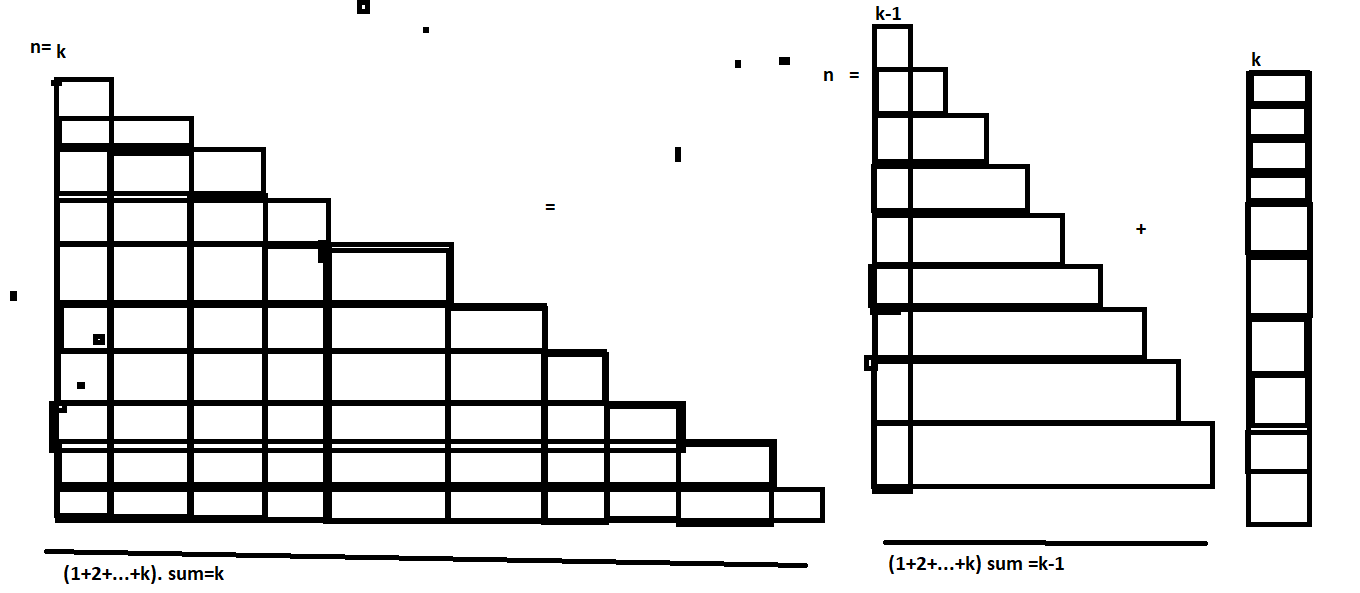 n= k
(1+2+...+k). sum=k
=
k-1
n =
(1+2+...+k) sum =k-1
+
k